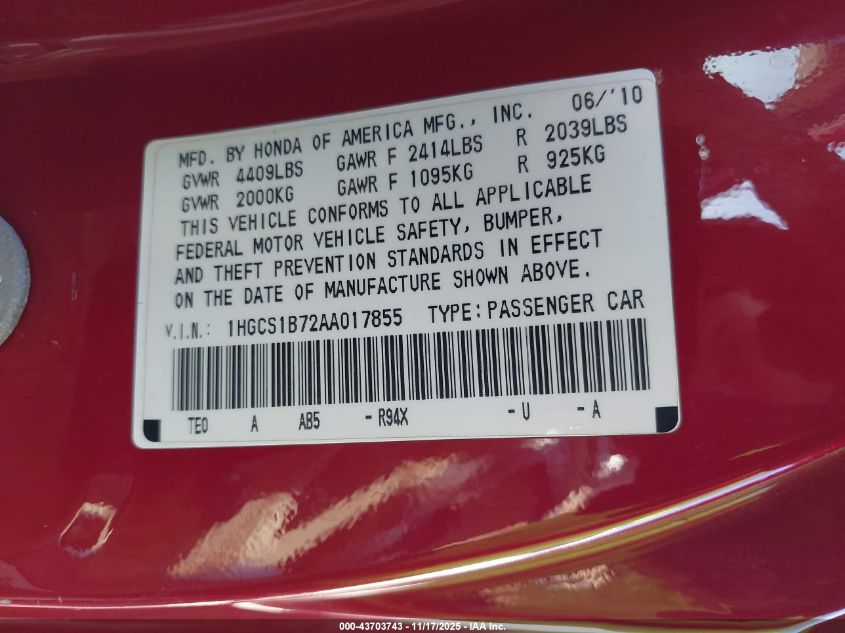 MFD. BY HONDA OF AMERICA MFG., INC. 06/'10
GVWR 4409LBS GAWR F 2414LBS R 2039LBS
GVWR 2000KG GAWR F 1095KG R 925KG
THIS VEHICLE CONFORMS TO ALL APPLICABLE
FEDERAL MOTOR VEHICLE SAFETY, BUMPER,
AND THEFT PREVENTION STANDARDS IN EFFECT
ON THE DATE OF MANUFACTURE SHOWN ABOVE.
V.I.N.: 1HGCS1B72AA017855 TYPE:PASSENGER CAR
TE0 A AB5 -R94X -U -A
000-43703743 - 11/17/2025 - IAA Inc.